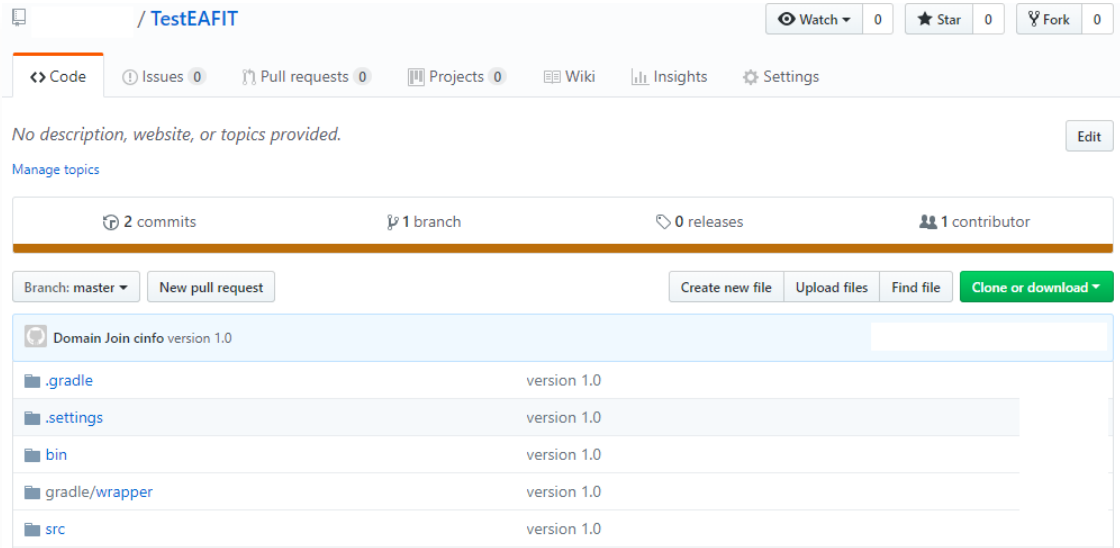 / TestEAFIT Watch 0 Star 0 Fork 0
Code Issues 0 Pull requests 0 Projects 0 Wiki Insights Settings
No description, website, or topics provided. Edit
Manage topics
2 commits 1 branch 0 releases 1 contributor
Branch: master New pull request Create new file Upload files Find file Clone or download
Domain Join cinfo version 1.0
.gradle version 1.0
.settings version 1.0
bin version 1.0
gradle/wrapper version 1.0
src version 1.0